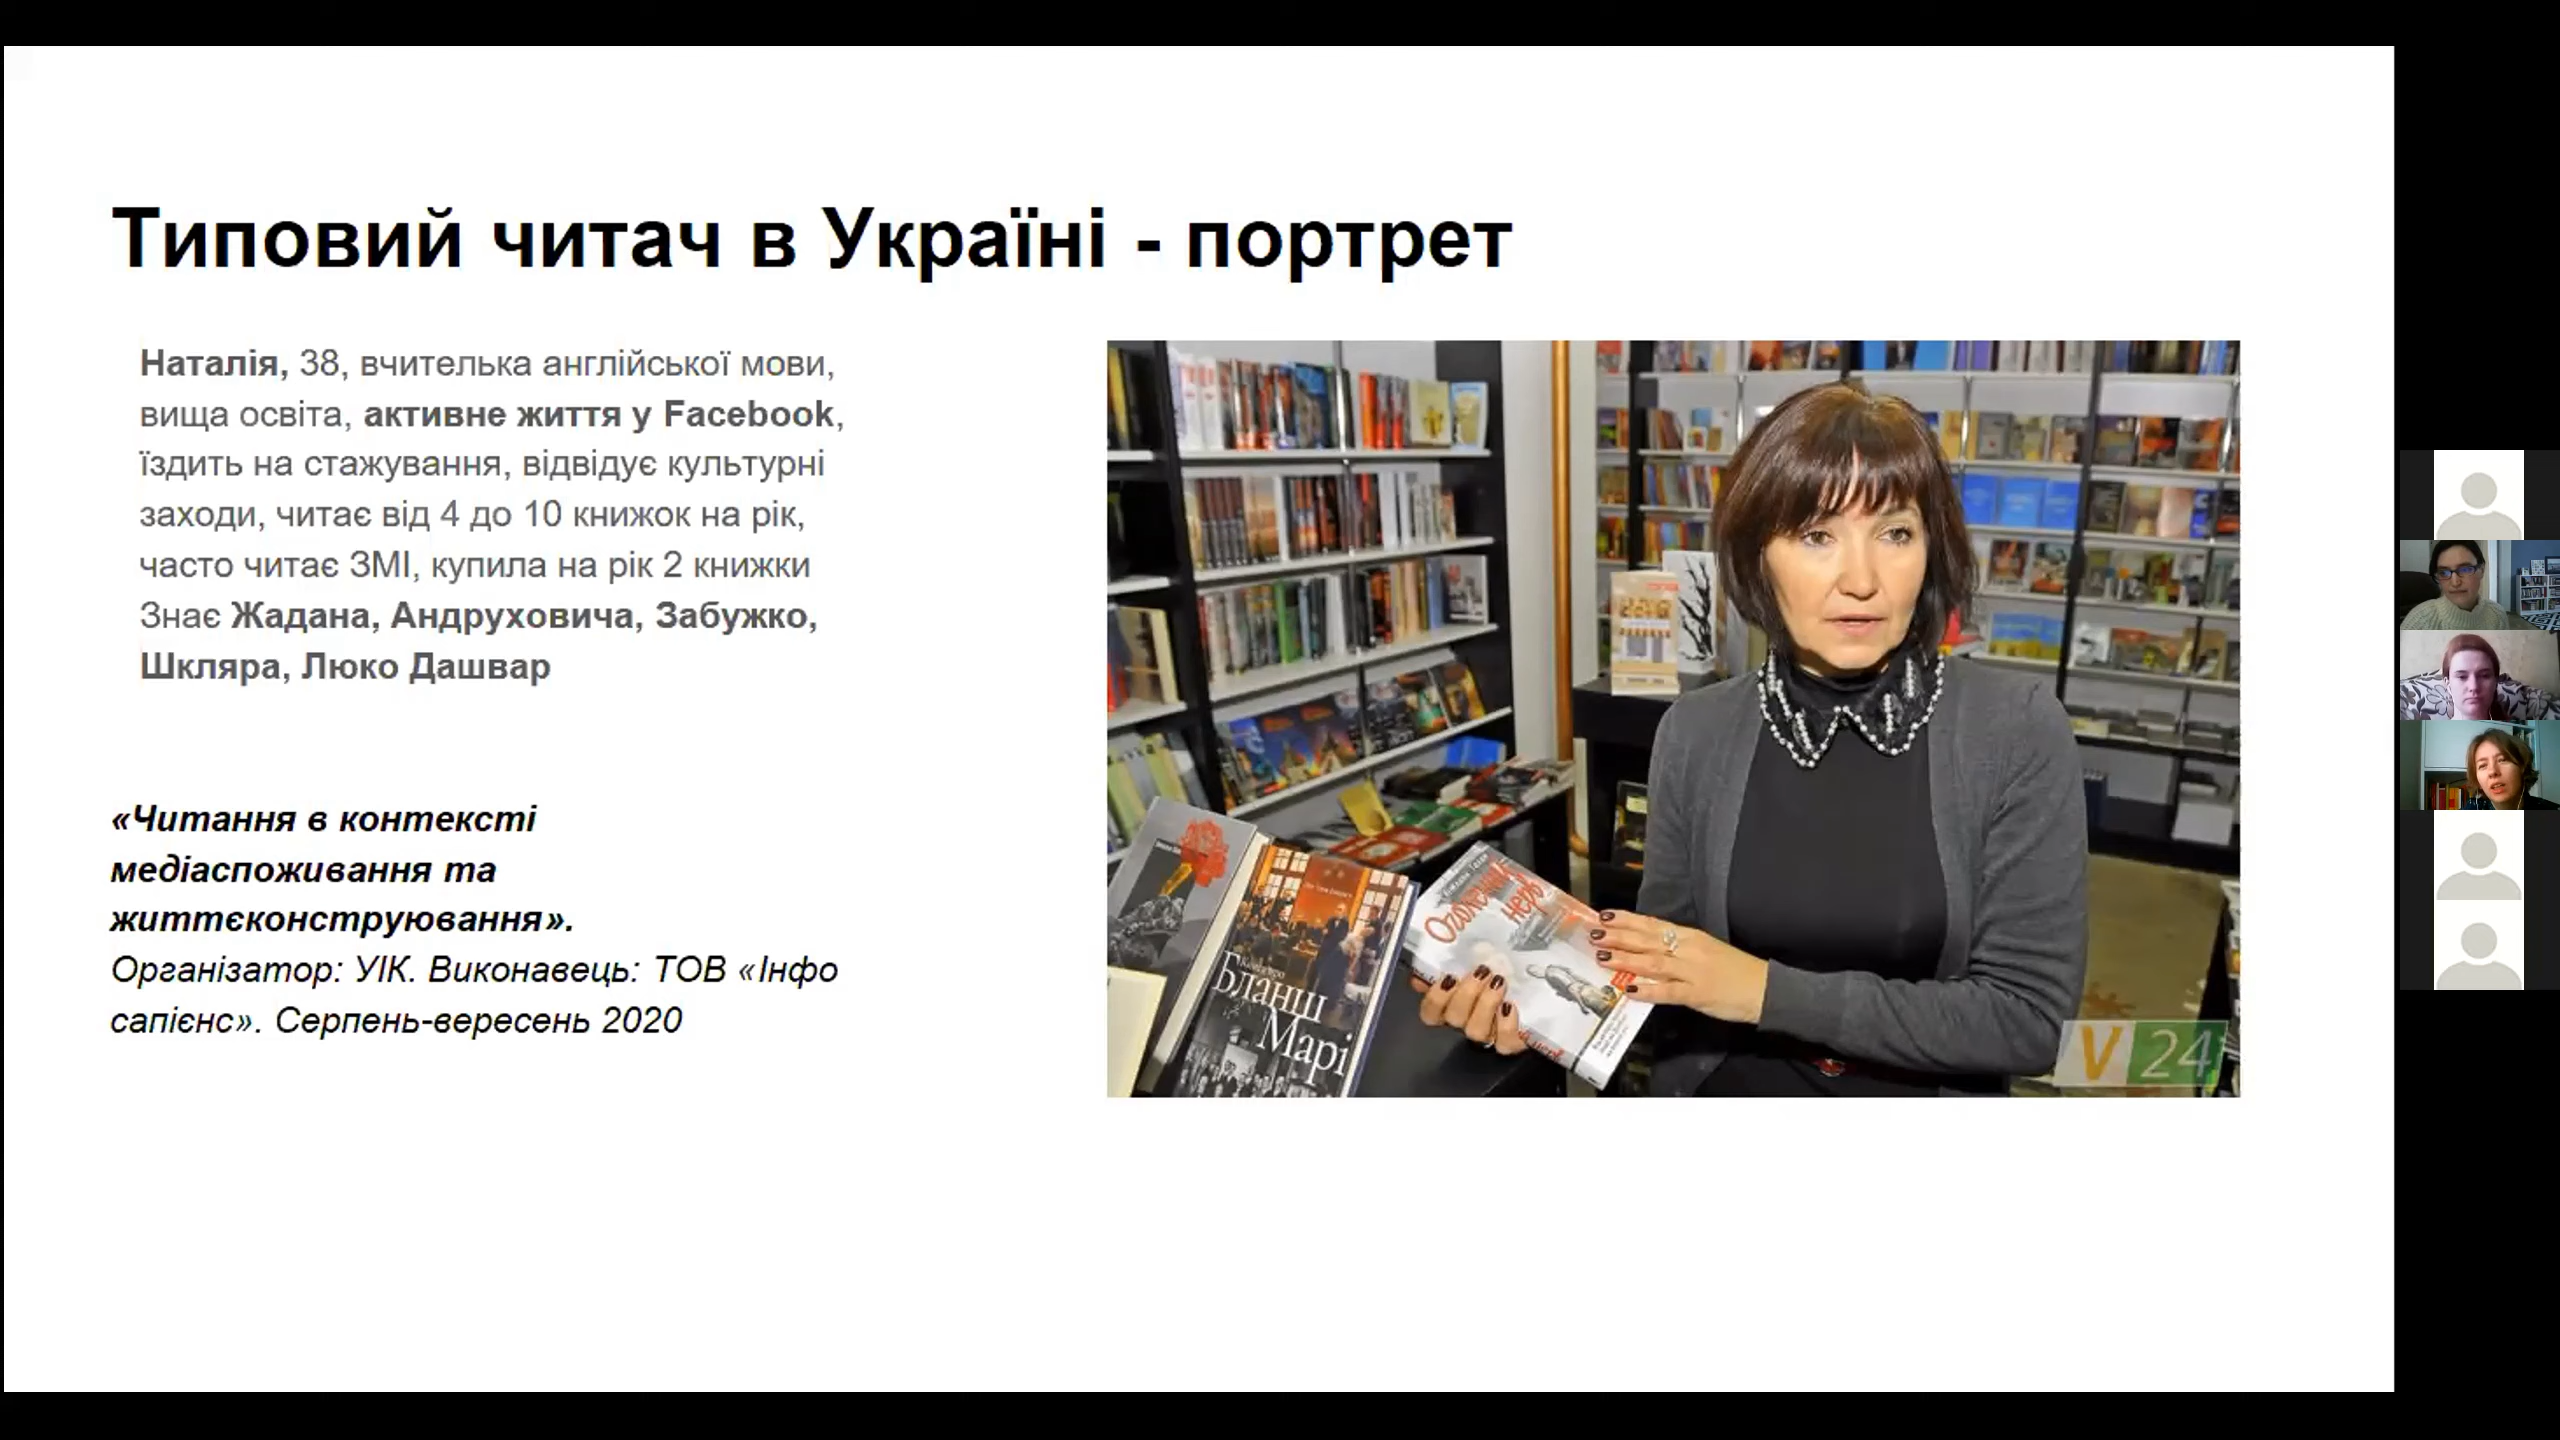 Типовий читач в Україні - портрет
Наталія, 38, вчителька англійської мови,
вища освіта, активне життя у Facebook,
їздить на стажування, відвідує культурні
заходи, читає від 4 до 10 книжок на рік,
часто читає ЗМІ, купила на рік 2 книжки
Знає Жадана, Андруховича, Забужко,
Шкляра, Люко Дашвар
«Читання в контексті
медіаспоживання та
життєконструювання».
Організатор: УІК. Виконавець: ТОВ «Інфо
сапієнс». Серпень-вересень 2020
Оголений
нерв
Бланш
Марі
V 24